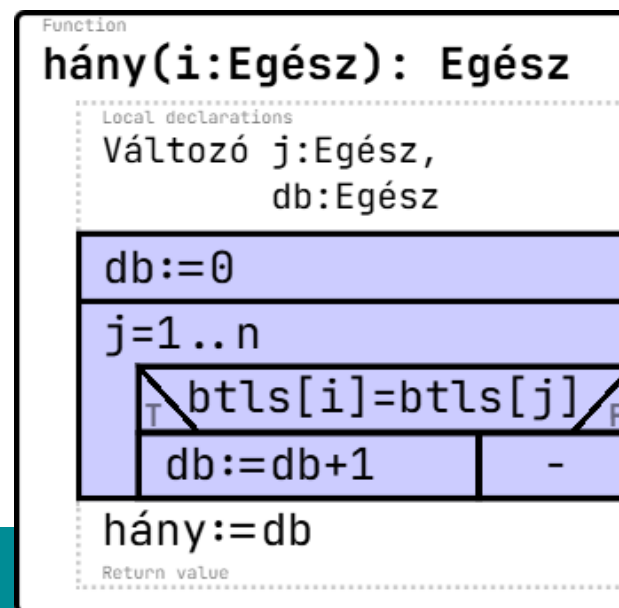 Function
hány(i:Egész): Egész
Local declarations
Változó j:Egész,
db:Egész
db:=0
j=1..n
T btls[i]=btls[j] F
db:=db+1 -
hány:=db
Return value